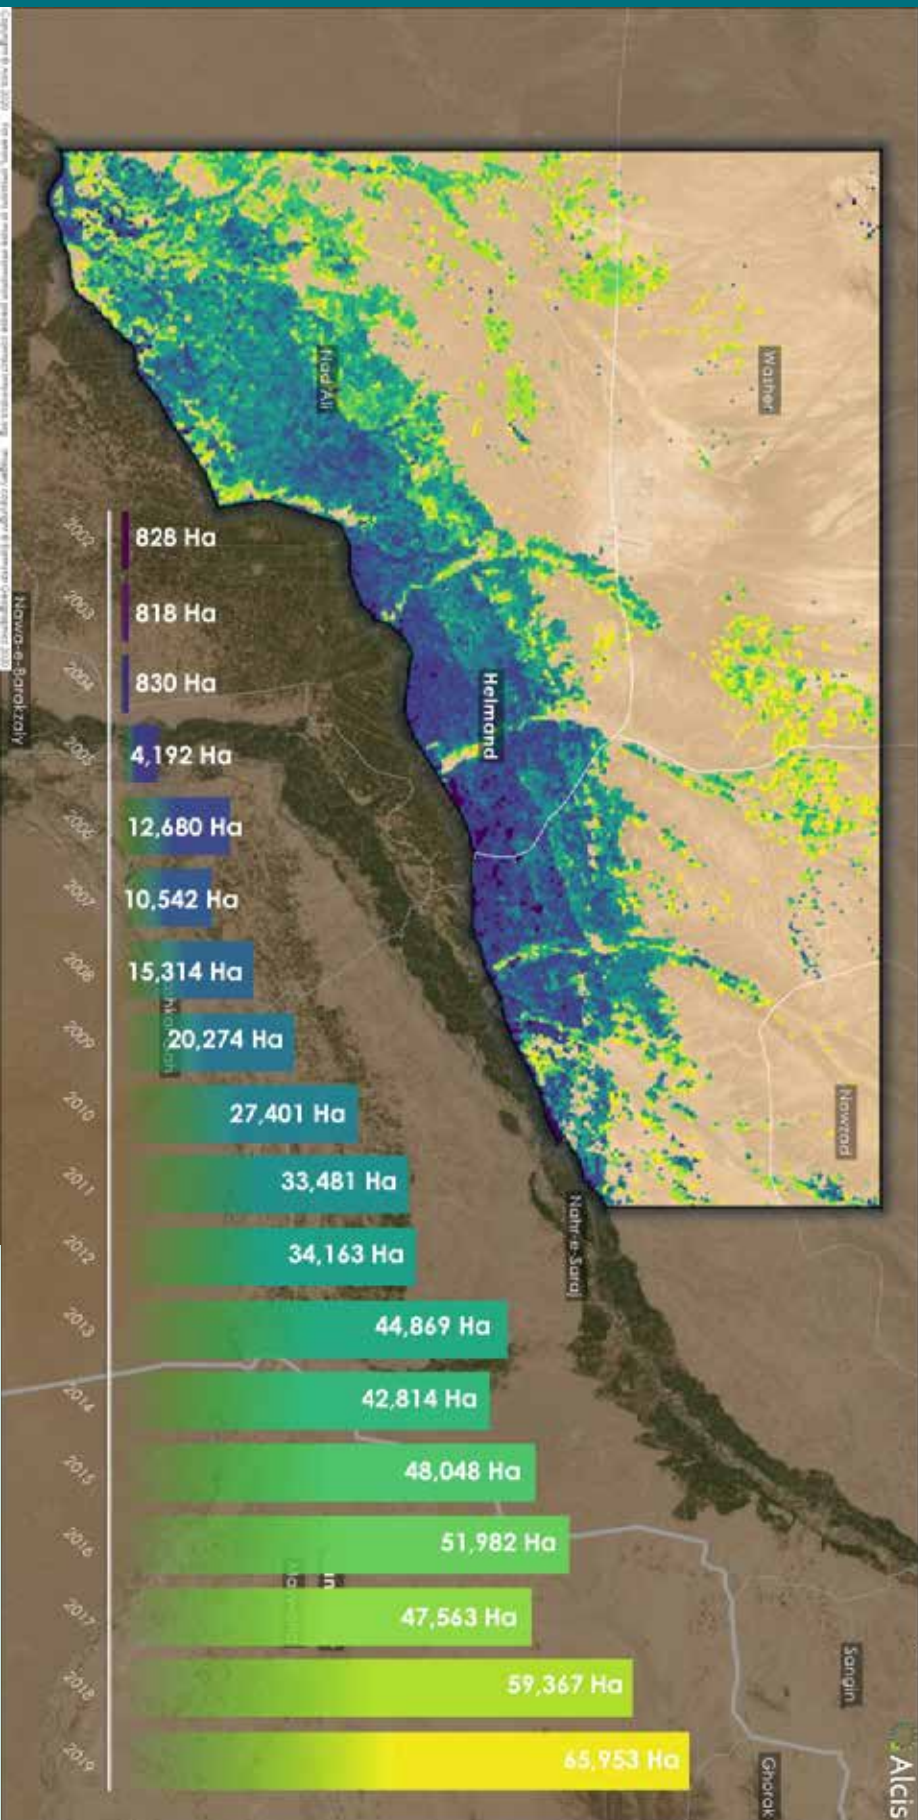 Alcis
Washer
Nowzad
Nad Ali
Helmand
Nahr-e-Saraj
Sangin
Ghorak
Nawa-e-Barakzaiy
828 Ha
818 Ha
830 Ha
4,192 Ha
12,680 Ha
10,542 Ha
15,314 Ha
20,274 Ha
27,401 Ha
33,481 Ha
34,163 Ha
44,869 Ha
42,814 Ha
48,048 Ha
51,982 Ha
47,563 Ha
59,367 Ha
65,953 Ha
2002
2003
2004
2005
2006
2007
2008
2009
2010
2011
2012
2013
2014
2015
2016
2017
2018
2019